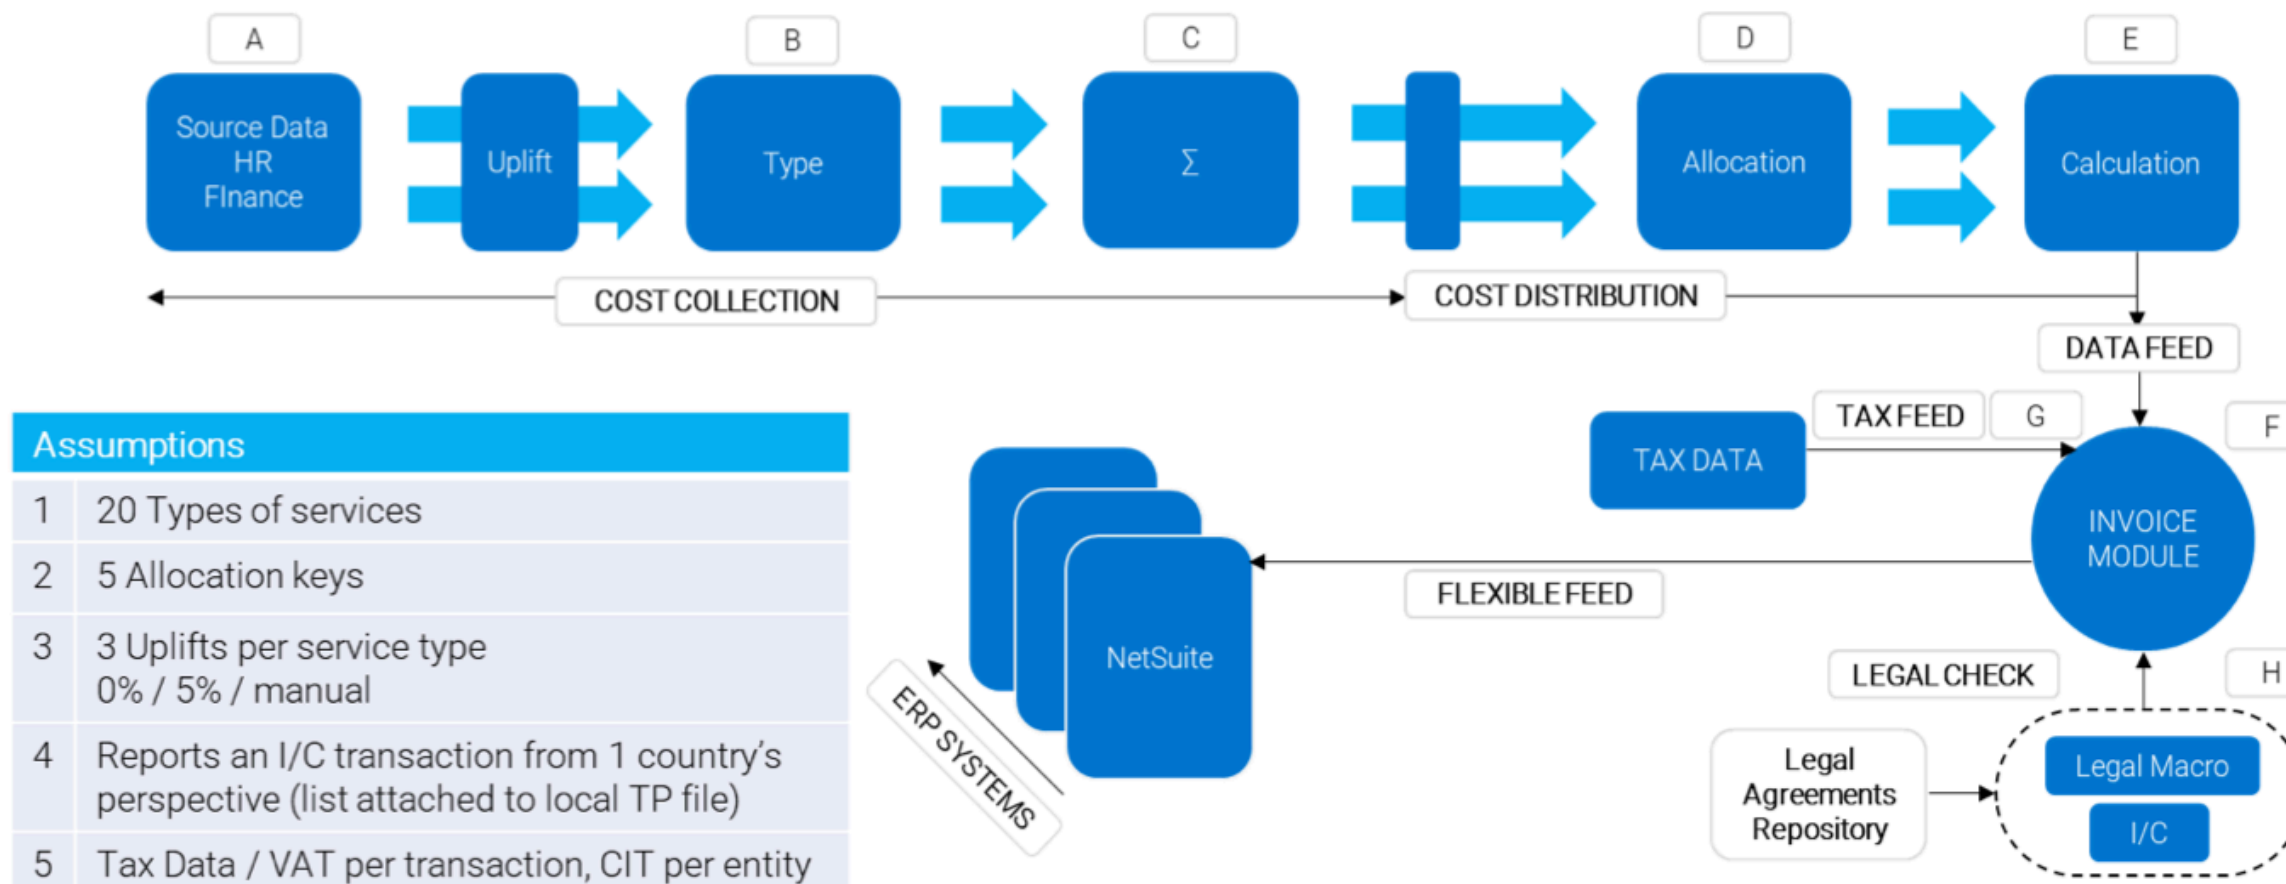 A
B
C
D
E
Source Data
HR
FInance
Uplift
Type
Σ
Allocation
Calculation
COST COLLECTION
COST DISTRIBUTION
DATA FEED
TAX FEED
G
F
TAX DATA
INVOICE
MODULE
FLEXIBLE FEED
NetSuite
ERP SYSTEMS
LEGAL CHECK
H
Legal
Agreements
Repository
Legal Macro
I/C
Assumptions
1 20 Types of services
2 5 Allocation keys
3 3 Uplifts per service type
0% / 5% / manual
4 Reports an I/C transaction from 1 country’s
perspective (list attached to local TP file)
5 Tax Data / VAT per transaction, CIT per entity